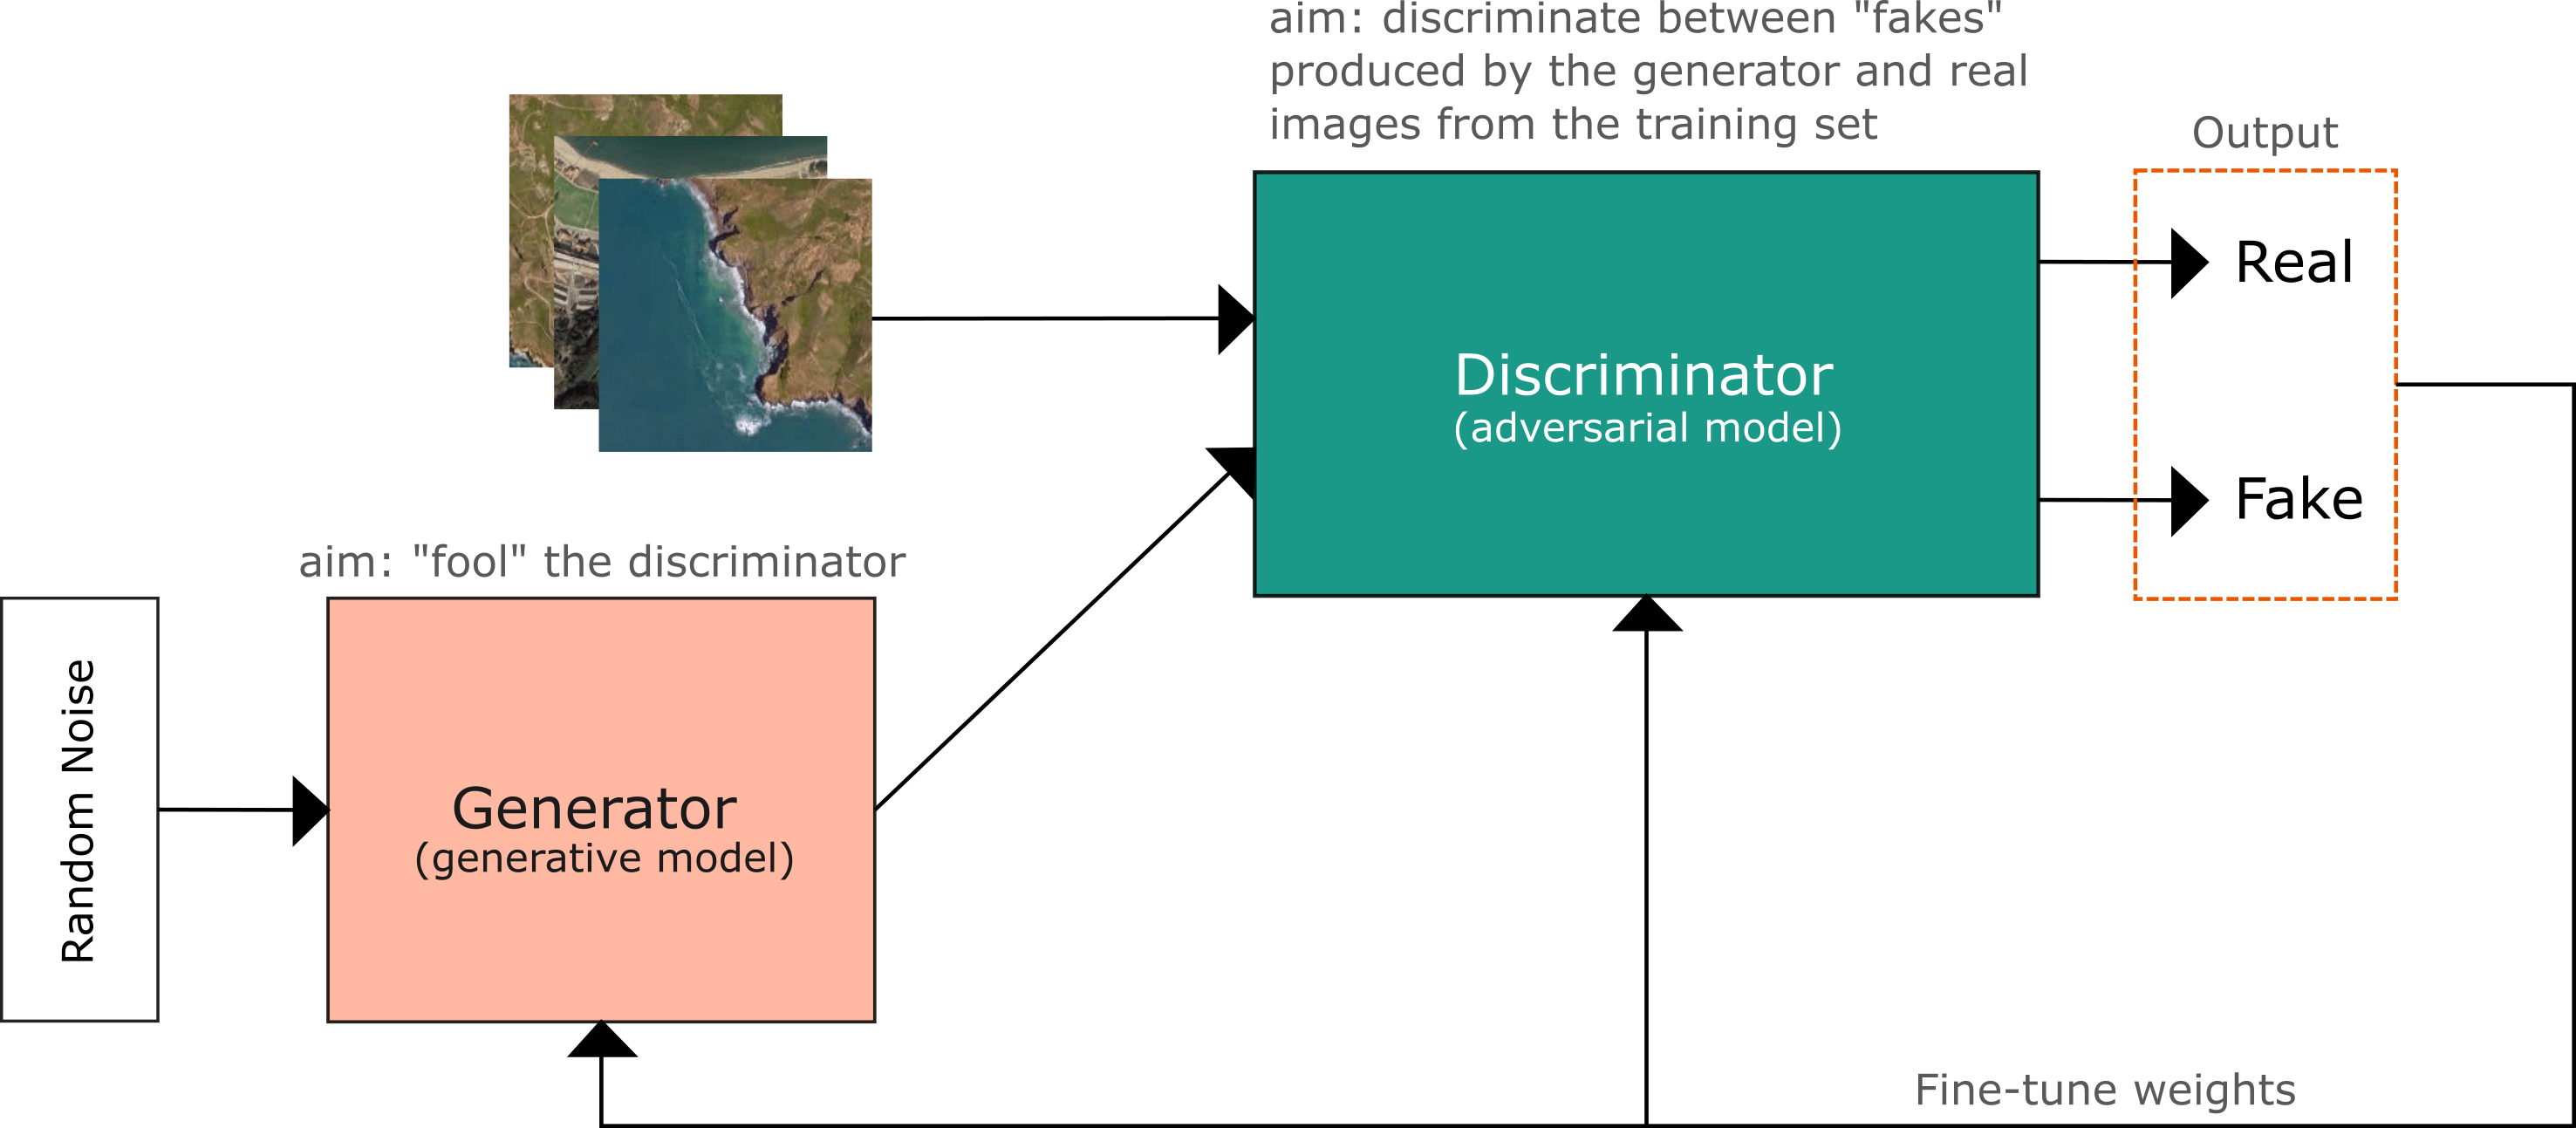 aim: discriminate between "fakes"
produced by the generator and real
images from the training set
Output
Real
Discriminator
(adversarial model)
Fake
aim: "fool" the discriminator
Random Noise
Generator
(generative model)
Fine-tune weights